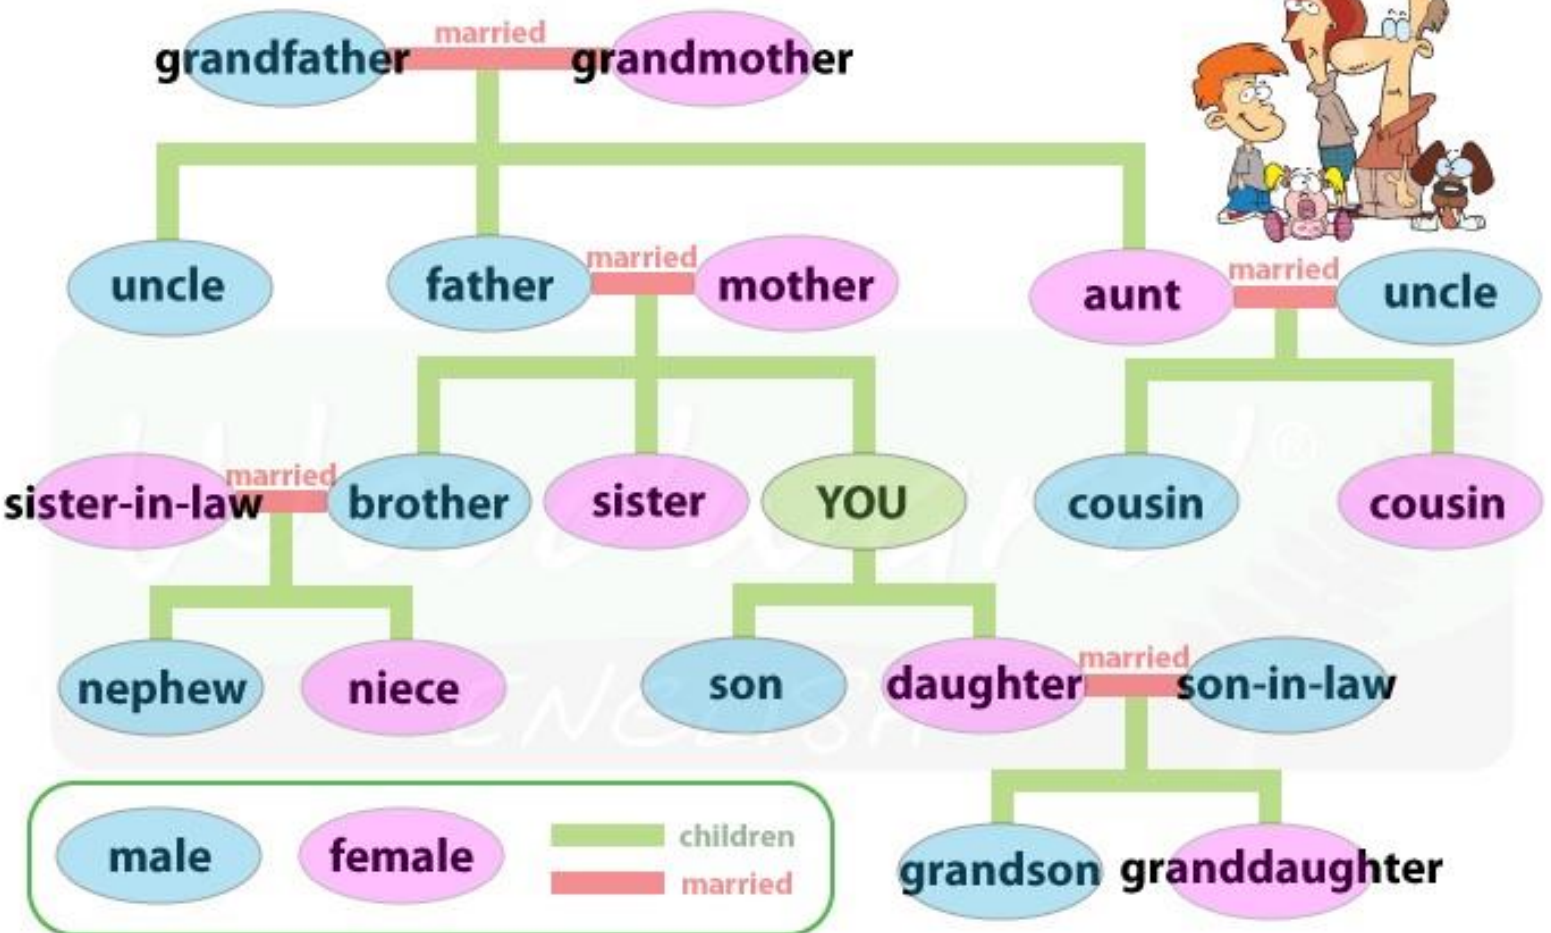 married
grandfather grandmother
married married
uncle father mother aunt uncle
married
sister-in-law brother sister YOU cousin cousin
married
nephew niece son daughter son-in-law
ENGLISH
children
male female
married
grandson granddaughter